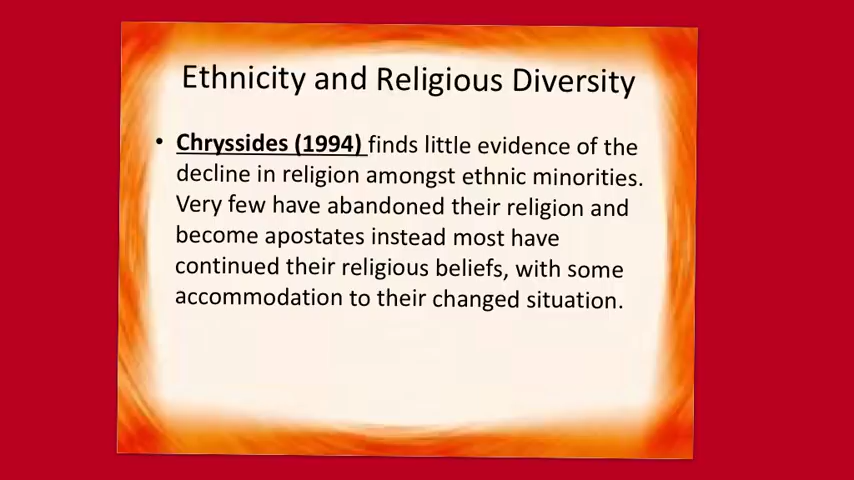 Ethnicity and Religious Diversity
• Chryssides (1994) finds little evidence of the
decline in religion amongst ethnic minorities.
Very few have abandoned their religion and
become apostates instead most have
continued their religious beliefs, with some
accommodation to their changed situation.